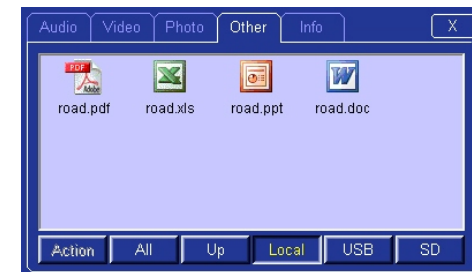 Audio Video Photo Other Info X
PDF
Adobe
road.pdf road.xls road.ppt road.doc
Action All Up Local USB SD